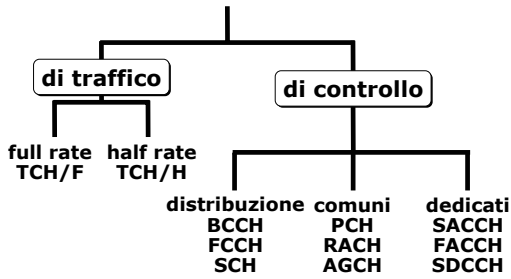 di traffico
di controllo
full rate
TCH/F
half rate
TCH/H
distribuzione
BCCH
FCCH
SCH
comuni
PCH
RACH
AGCH
dedicati
SACCH
FACCH
SDCCH